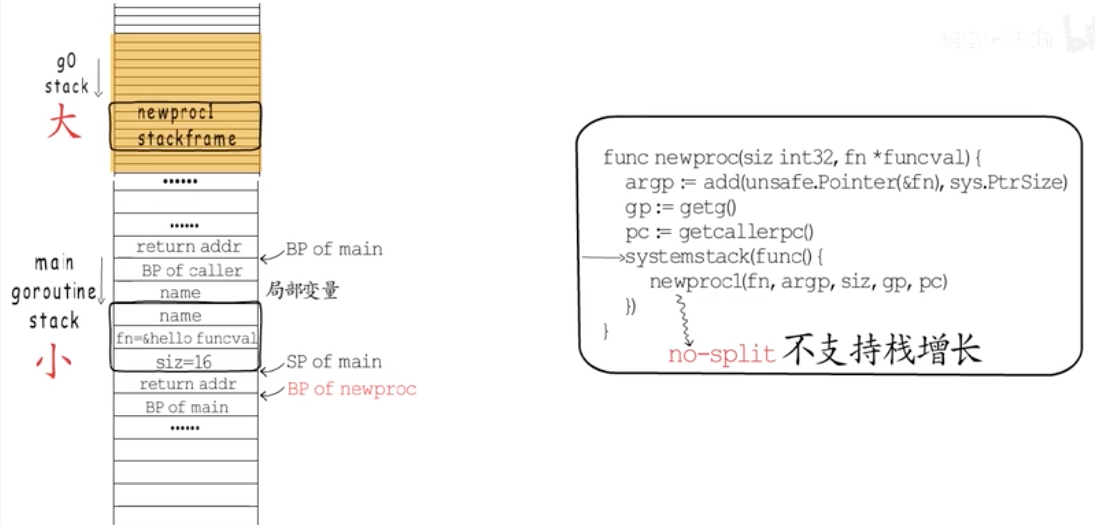 g0
stack
大
newproc1
stackframe
······
······
return addr
BP of main
BP of caller
name
局部变量
main
goroutine
stack
小
name
fn=&hello funcval
siz=16
SP of main
return addr
BP of newproc
BP of main
······
func newproc(siz int32, fn *funcval) {
argp := add(unsafe.Pointer(&fn), sys.PtrSize)
gp := getg()
pc := getcallerpc()
systemstack(func() {
newproc1(fn, argp, siz, gp, pc)
})
}
no-split 不支持栈增长